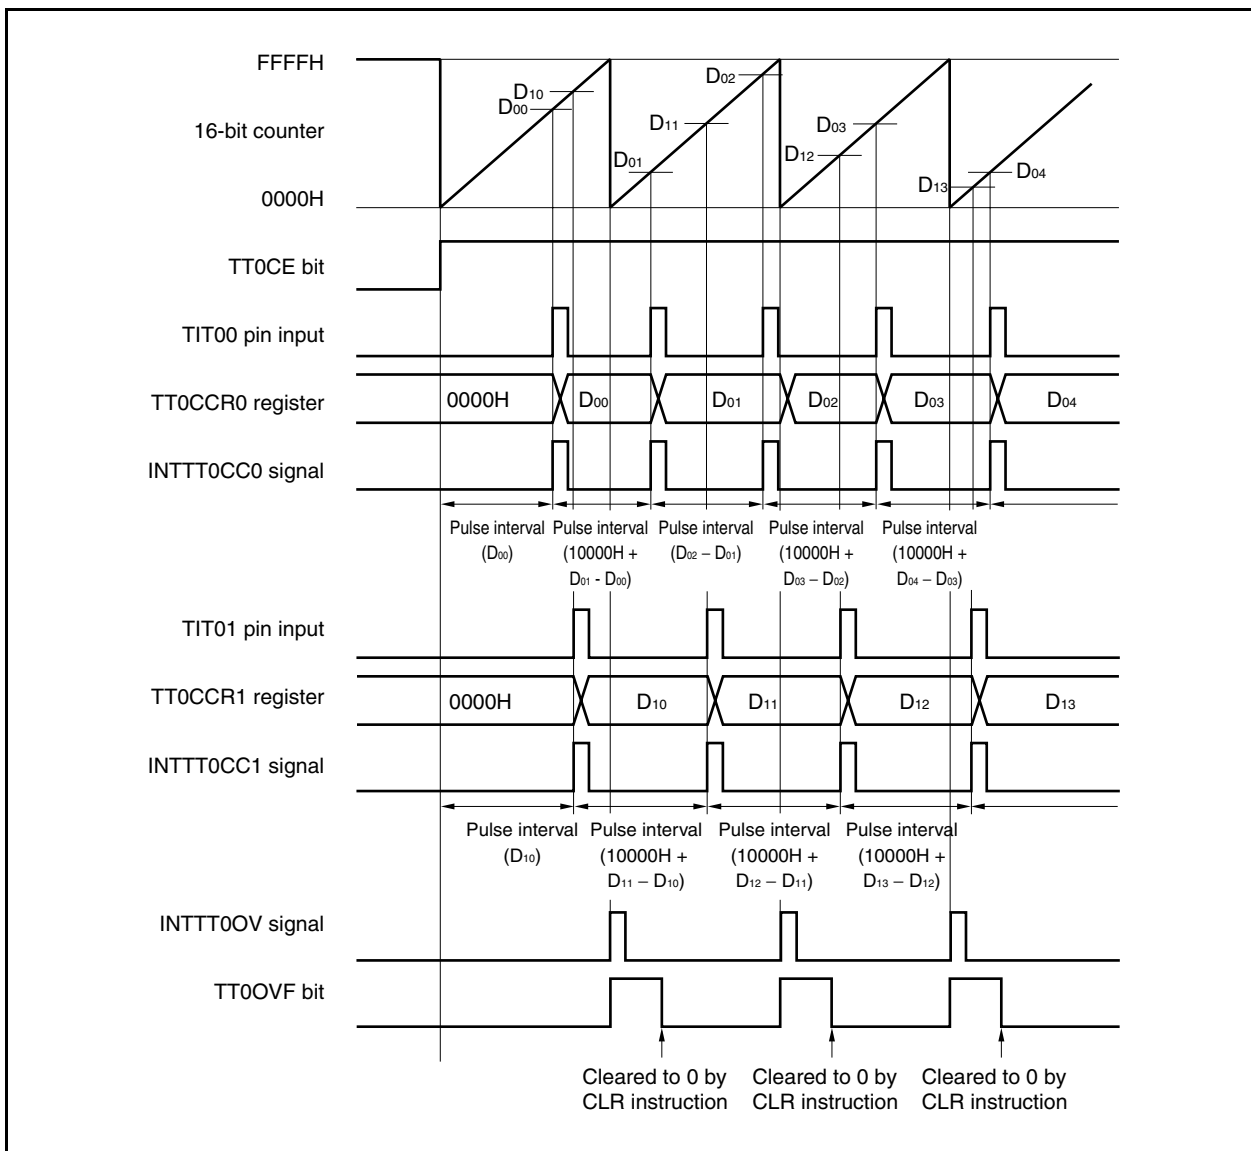 FFFFH
D10
D00
D02
16-bit counter
D11
D03
D01
D12
D04
D13
0000H
TT0CE bit
TIT00 pin input
TT0CCR0 register
0000H
D00
D01
D02
D03
D04
INTTT0CC0 signal
Pulse interval
(D00)
Pulse interval
(10000H +
D01 - D00)
Pulse interval
(D02 – D01)
Pulse interval
(10000H +
D03 – D02)
Pulse interval
(10000H +
D04 – D03)
TIT01 pin input
TT0CCR1 register
0000H
D10
D11
D12
D13
INTTT0CC1 signal
Pulse interval
(D10)
Pulse interval
(10000H +
D11 – D10)
Pulse interval
(10000H +
D12 – D11)
Pulse interval
(10000H +
D13 – D12)
INTTT0OV signal
TT0OVF bit
Cleared to 0 by
CLR instruction
Cleared to 0 by
CLR instruction
Cleared to 0 by
CLR instruction